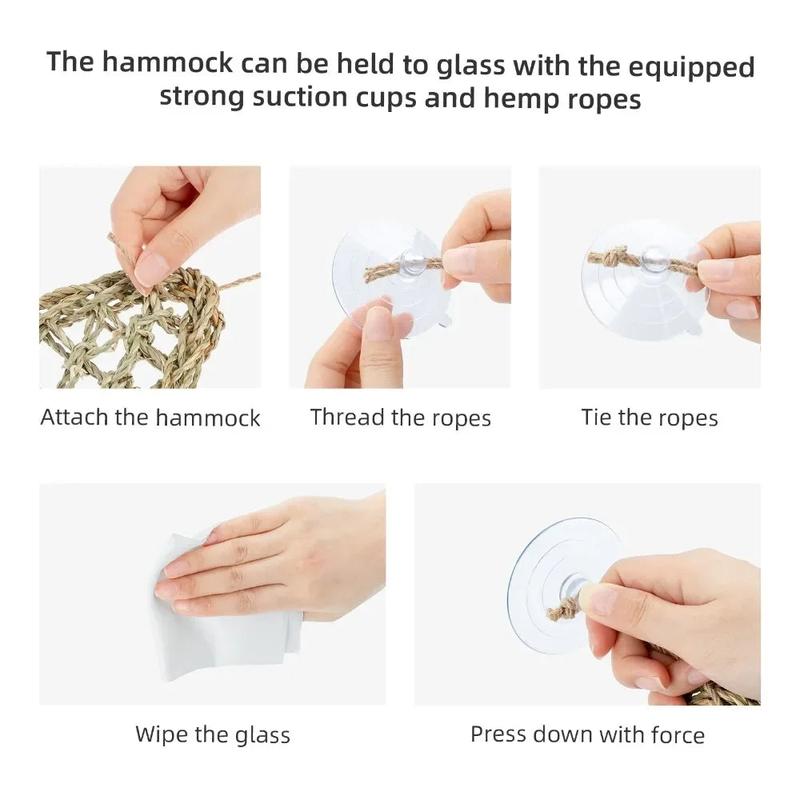 The hammock can be held to glass with the equipped
strong suction cups and hemp ropes
Attach the hammock
Thread the ropes
Tie the ropes
Wipe the glass
Press down with force